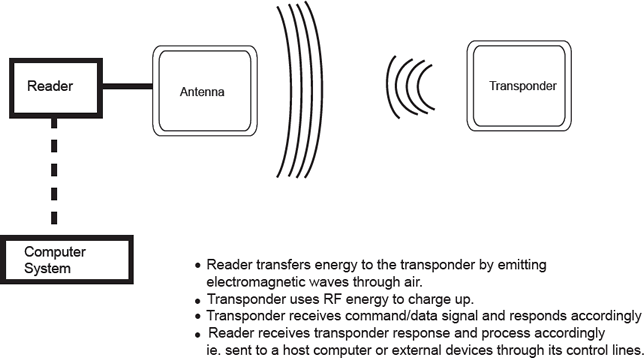 Reader
Antenna
Transponder
Computer
System
• Reader transfers energy to the transponder by emitting
electromagnetic waves through air.
• Transponder uses RF energy to charge up.
• Transponder receives command/data signal and responds accordingly
• Reader receives transponder response and process accordingly
ie. sent to a host computer or external devices through its control lines.